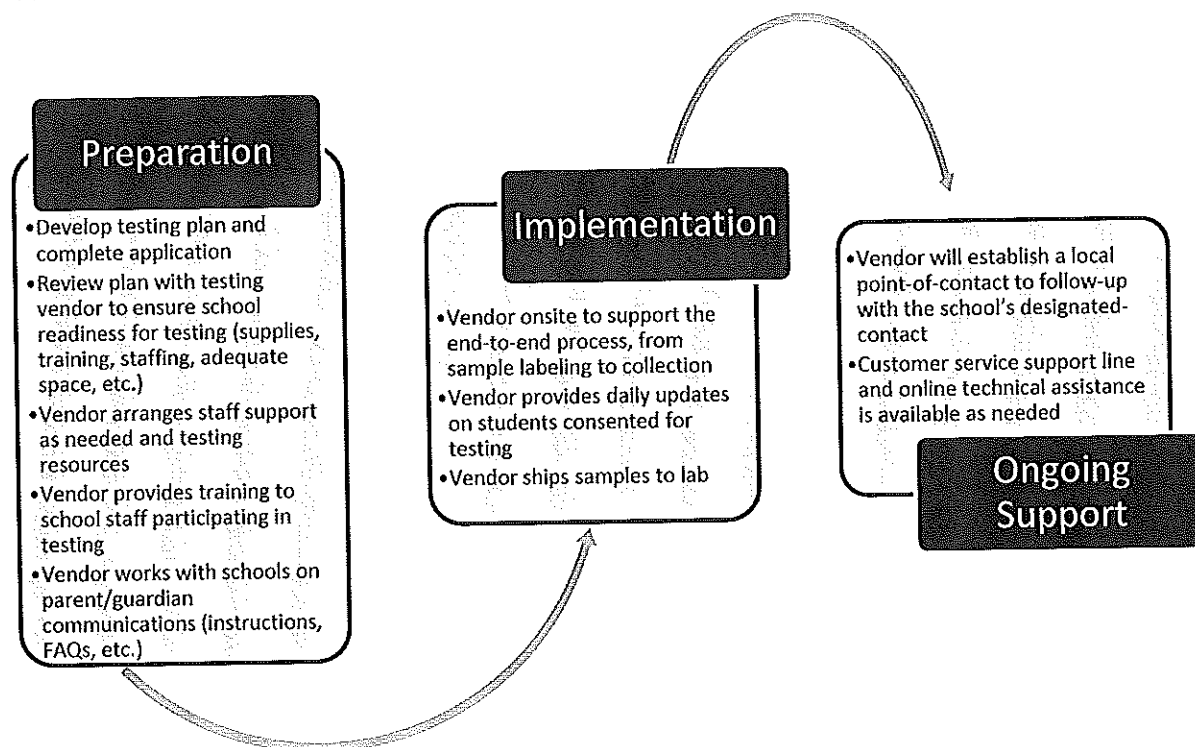 Preparation
•Develop testing plan and
complete application
•Review plan with testing
vendor to ensure school
readiness for testing (supplies,
training, staffing, adequate
space, etc.)
•Vendor arranges staff support
as needed and testing
resources
•Vendor provides training to
school staff participating in
testing
•Vendor works with schools on
parent/guardian
communications (instructions,
FAQs, etc.)
Implementation
•Vendor onsite to support the
end-to-end process, from
sample labeling to collection
•Vendor provides daily updates
on students consented for
testing
•Vendor ships samples to lab
•Vendor will establish a local
point-of-contact to follow-up
with the school's designated-
contact
•Customer service support line
and online technical assistance
is available as needed
Ongoing
Support